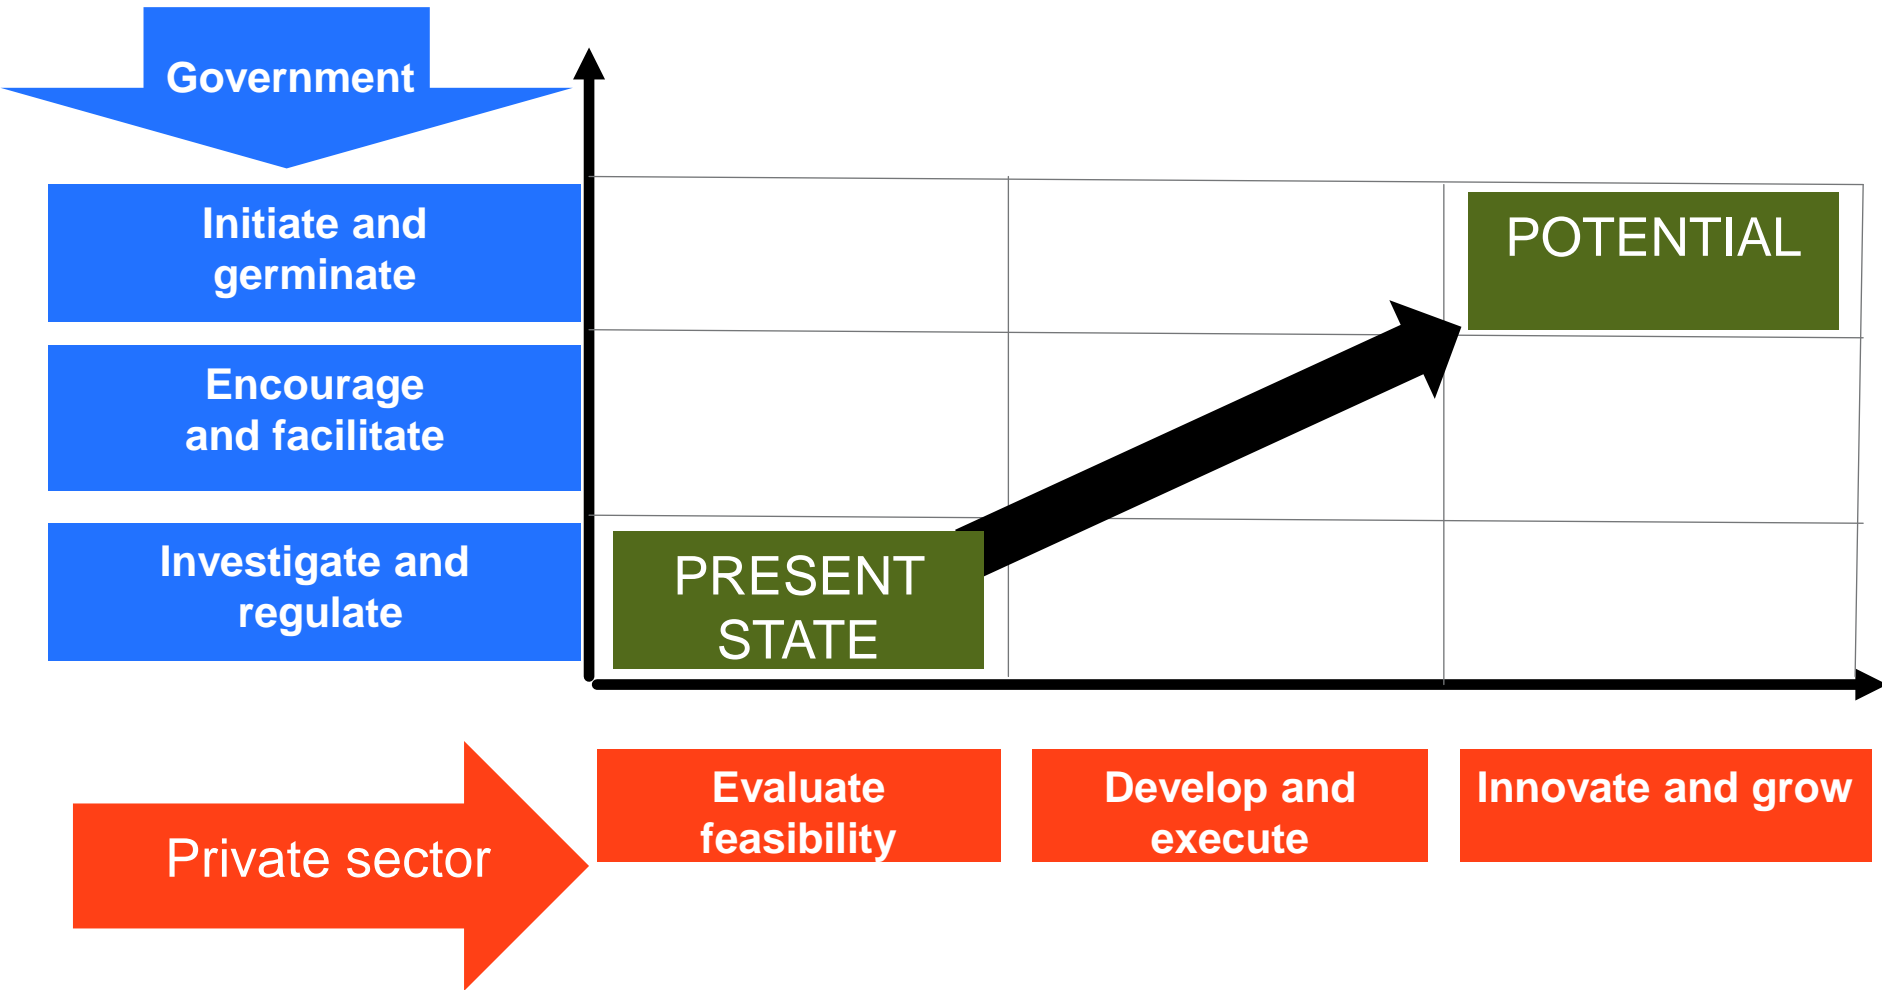 Government
Initiate and
germinate
POTENTIAL
Encourage
and facilitate
Investigate and
regulate
PRESENT
STATE
Private sector
Evaluate
feasibility
Develop and
execute
Innovate and grow